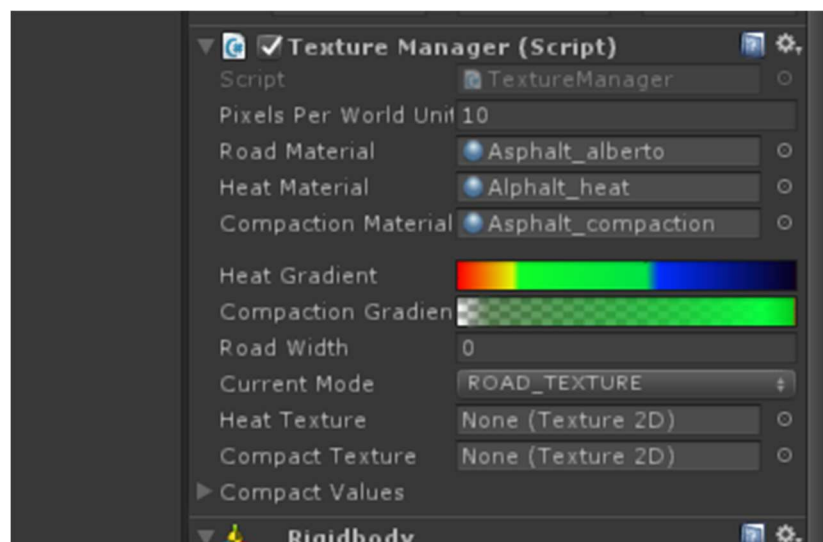 Texture Manager (Script)
Script TextureManager
Pixels Per World Unit 10
Road Material Asphalt_alberto
Heat Material Alphalt_heat
Compaction Material Asphalt_compaction
Heat Gradient
Compaction Gradien
Road Width 0
Current Mode ROAD_TEXTURE
Heat Texture None (Texture 2D)
Compact Texture None (Texture 2D)
Compact Values
Rigidbody